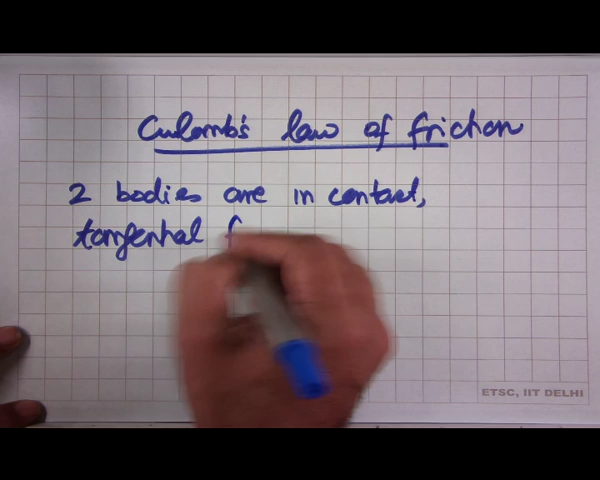 Culomb's law of friction
2 bodies are in contact,
tangential f
ETSC, IIT DELHI